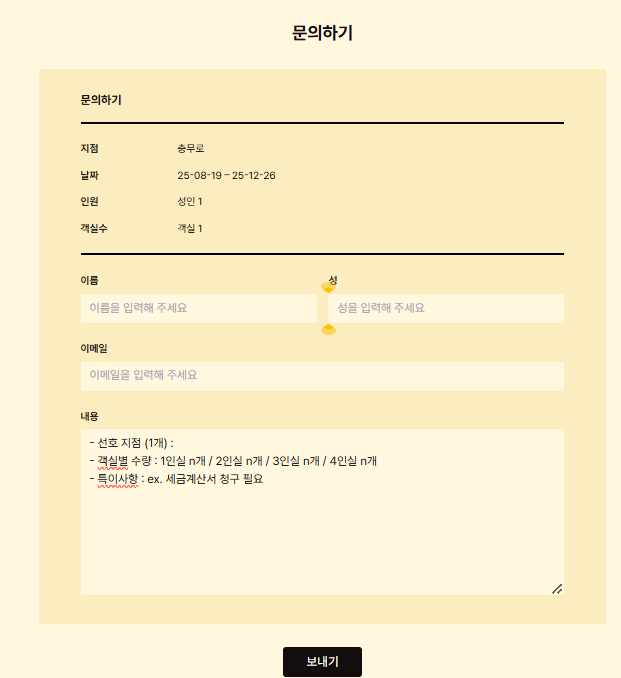 문의하기
문의하기
지점 충무로
날짜 25-08-19 – 25-12-26
인원 성인 1
객실수 객실 1
이름 성
이름을 입력해 주세요 성을 입력해 주세요
이메일
이메일을 입력해 주세요
내용
- 선호 지점 (1개) :
- 객실별 수량 : 1인실 n개 / 2인실 n개 / 3인실 n개 / 4인실 n개
- 특이사항 : ex. 세금계산서 청구 필요
보내기